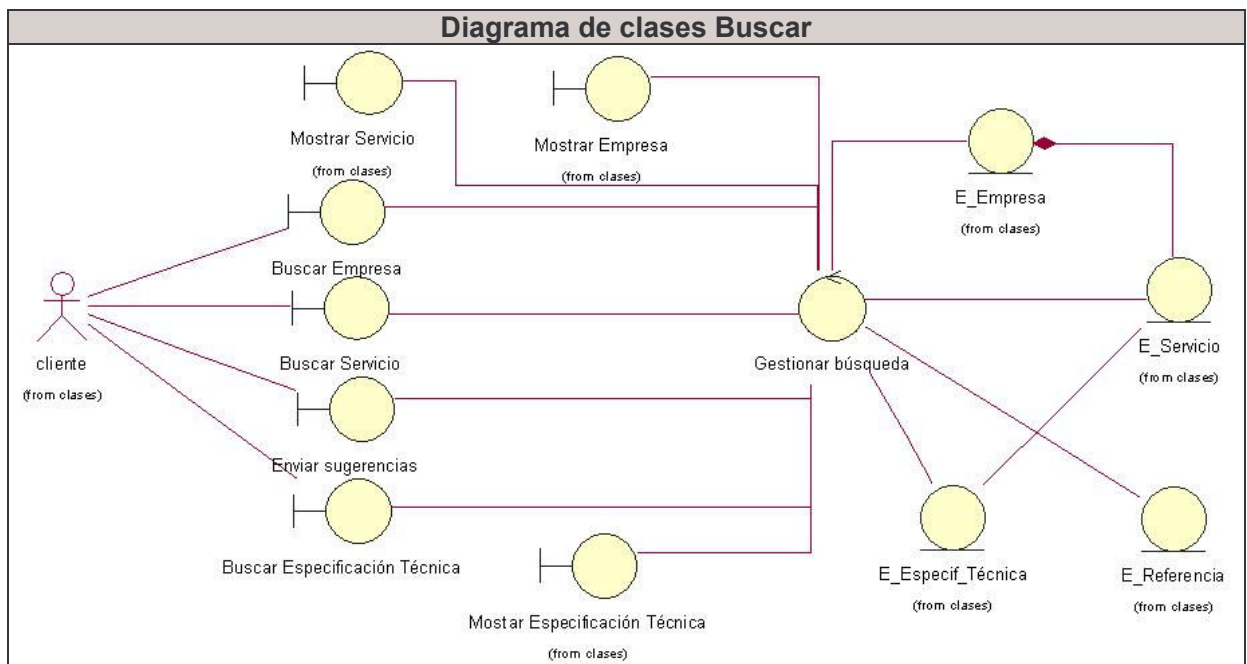 Diagrama de clases Buscar
Mostrar Servicio
(from clases)
Mostrar Empresa
(from clases)
E_Empresa
(from clases)
Buscar Empresa
cliente
(from clases)
Buscar Servicio
Gestionar búsqueda
E_Servicio
(from clases)
Enviar sugerencias
Buscar Especificación Técnica
E_Especif_Técnica
(from clases)
E_Referencia
(from clases)
Mostar Especificación Técnica
(from clases)